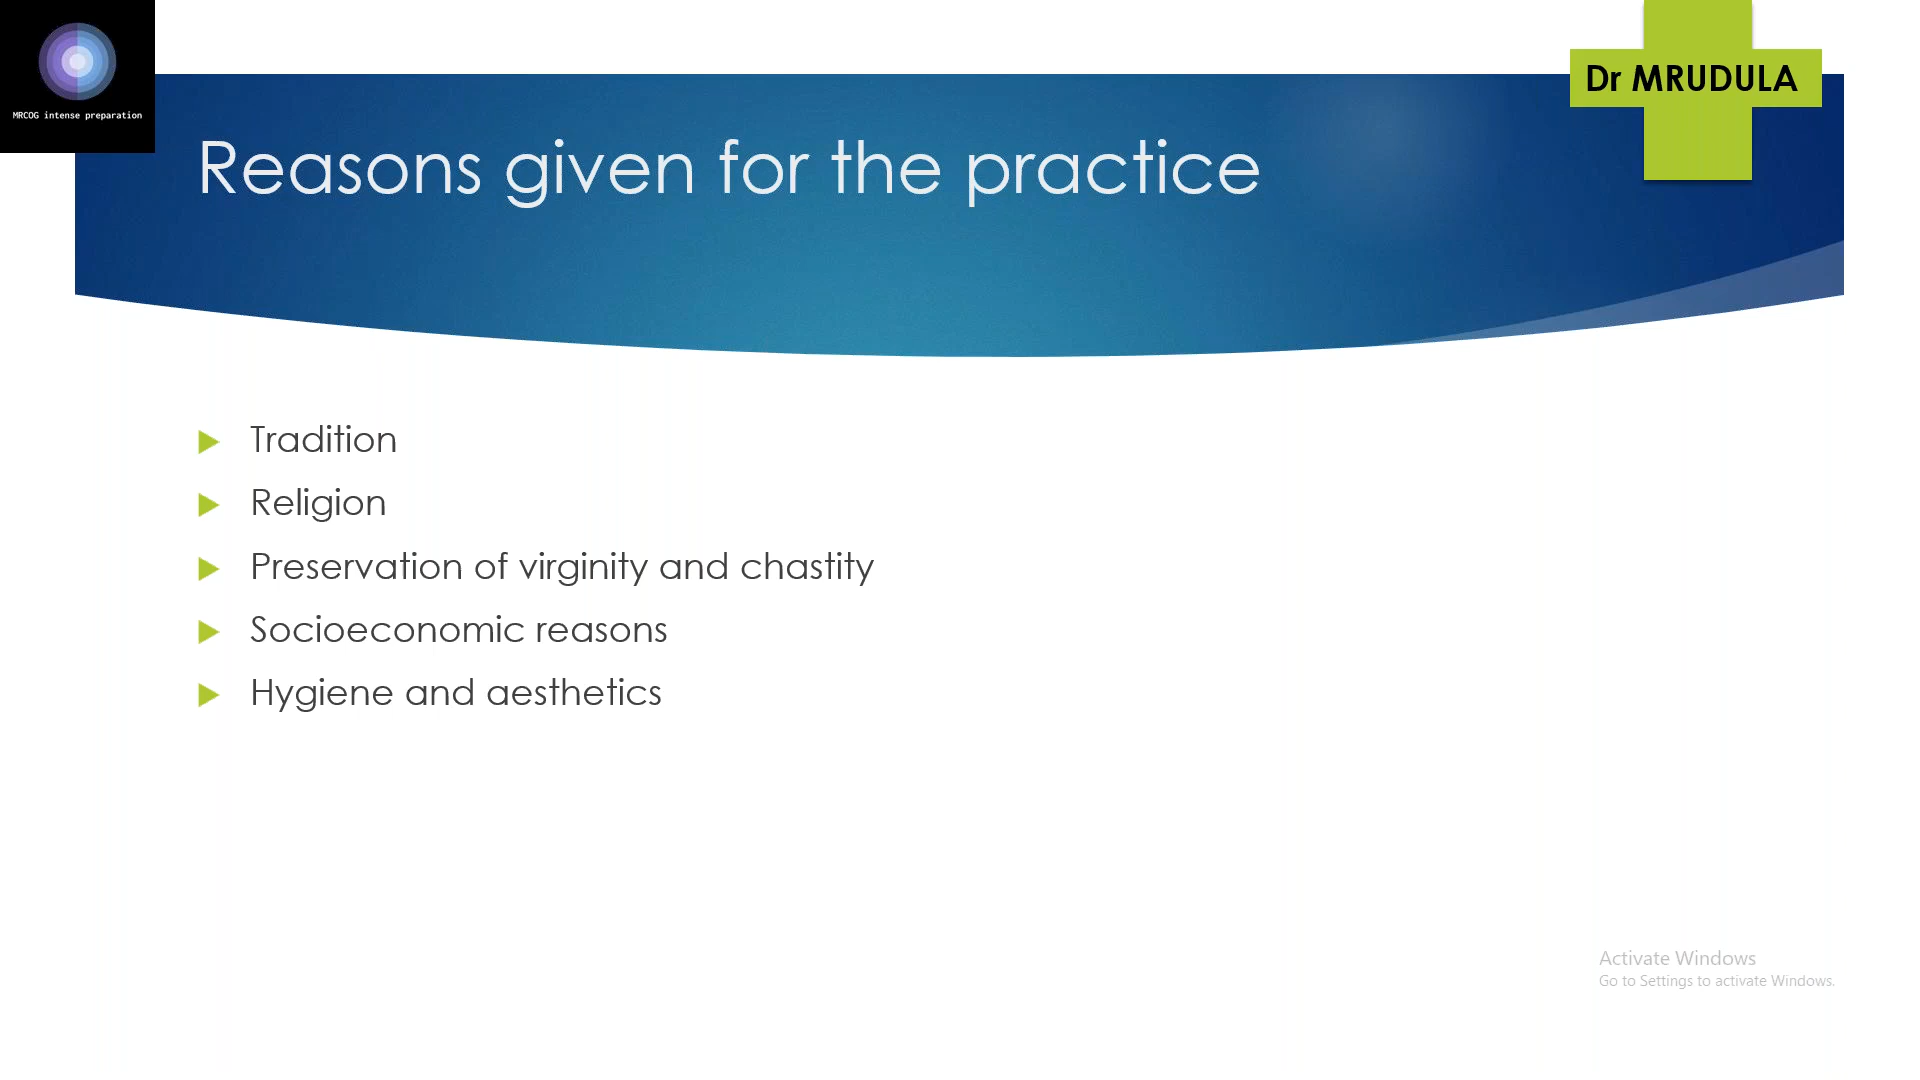 MRCOG intense preparation
Dr MRUDULA
Reasons given for the practice
Tradition
Religion
Preservation of virginity and chastity
Socioeconomic reasons
Hygiene and aesthetics
Activate Windows
Go to Settings to activate Windows.